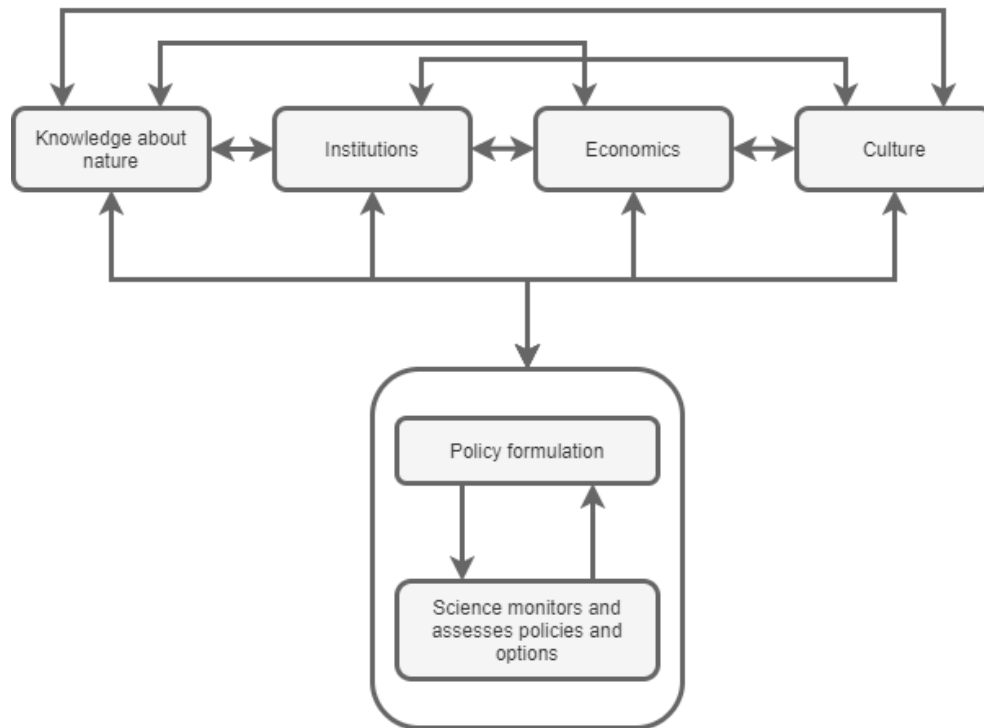 Knowledge about
nature
Institutions
Economics
Culture
Policy formulation
Science monitors and
assesses policies and
options